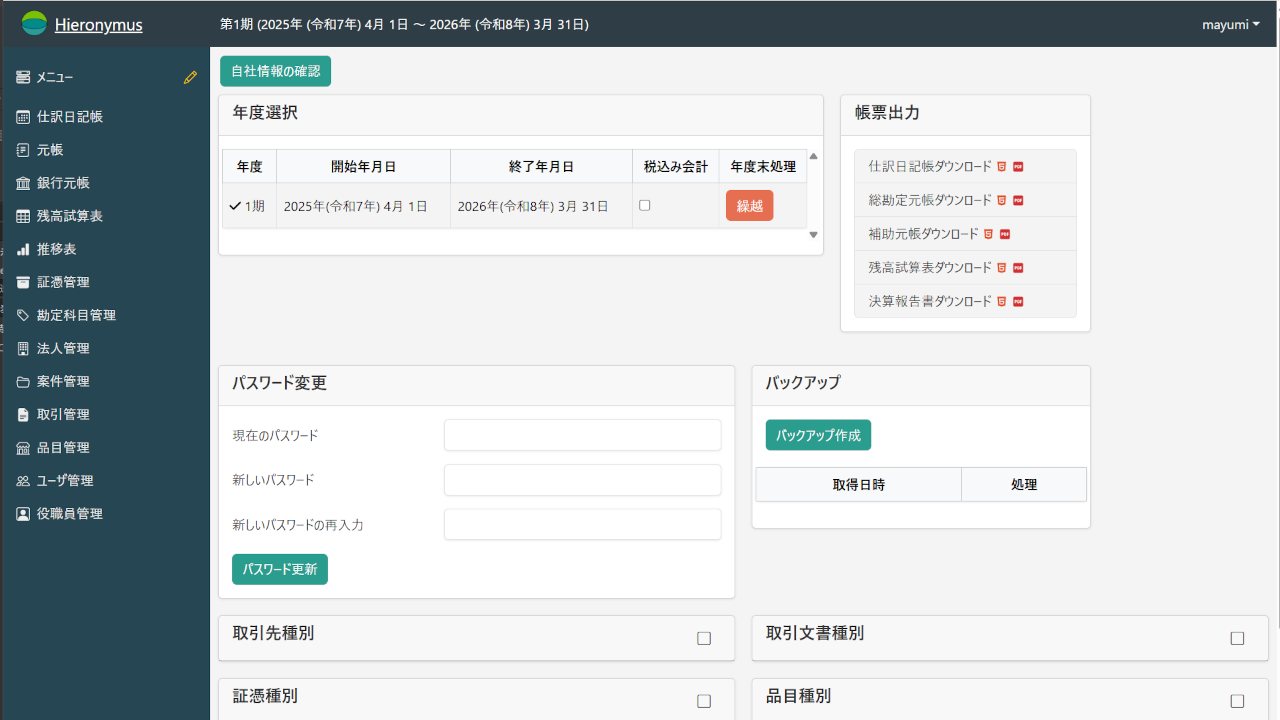 Hieronymus
第1期 (2025年 (令和7年) 4月 1日 〜 2026年 (令和8年) 3月 31日)
mayumi
メニュー
仕訳日記帳
元帳
銀行元帳
残高試算表
推移表
証憑管理
勘定科目管理
法人管理
案件管理
取引管理
品目管理
ユーザ管理
役職員管理
自社情報の確認
年度選択
年度 開始年月日 終了年月日 税込み会計 年度末処理
1期 2025年(令和7年) 4月 1日 2026年(令和8年) 3月 31日 繰越
帳票出力
仕訳日記帳ダウンロード
総勘定元帳ダウンロード
補助元帳ダウンロード
残高試算表ダウンロード
決算報告書ダウンロード
パスワード変更
現在のパスワード
新しいパスワード
新しいパスワードの再入力
パスワード更新
バックアップ
バックアップ作成
取得日時 処理
取引先種別
取引文書種別
証憑種別
品目種別